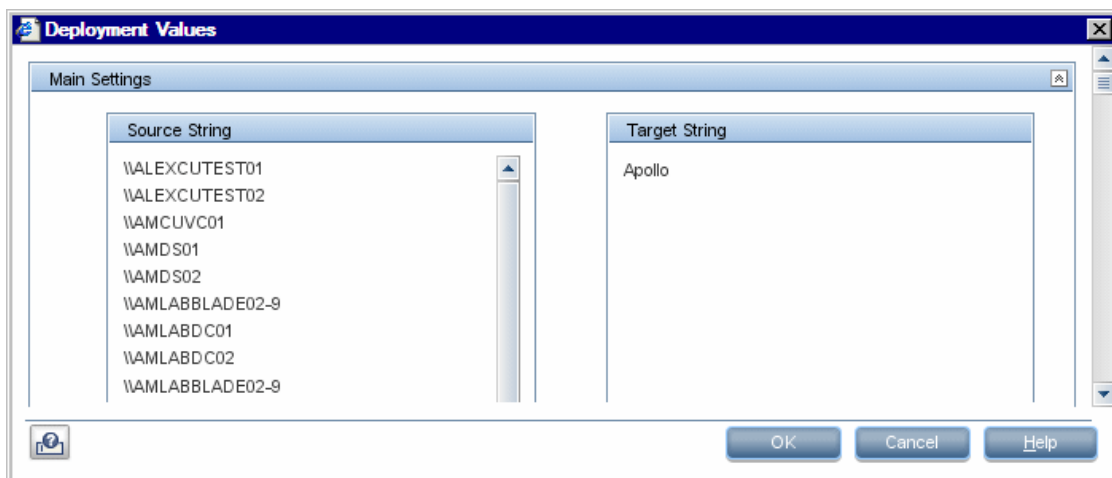 Deployment Values
Main Settings
Source String
\\ALEXCUTEST01
\\ALEXCUTEST02
\\AMCUVC01
\\AMDS01
\\AMDS02
\\AMLABBLADE02-9
\\AMLABDC01
\\AMLABDC02
\\AMLABBLADE02-9
Target String
Apollo
OK Cancel Help